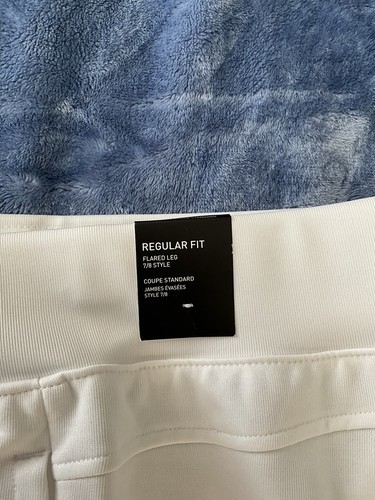 REGULAR FIT
FLARED LEG
7/8 STYLE
COUPE STANDARD
JAMBES ÉVASÉES
STYLE 7/8